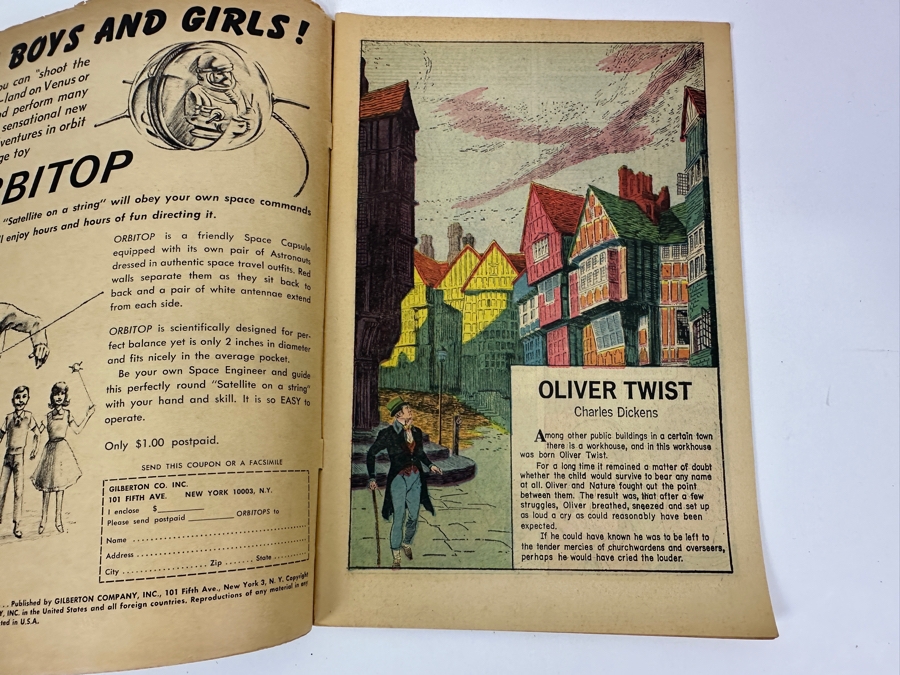 BOYS AND GIRLS!
ou can "shoot the
land on Venus or
d perform many
sensational new
ventures in orbit
ge toy
RBITOP
"Satellite on a string" will obey your own space commands
ll enjoy hours and hours of fun directing it.
ORBITOP is a friendly Space Capsule
equipped with its own pair of Astronauts
dressed in authentic space travel outfits. Red
walls separate them as they sit back to
back and a pair of white antennae extend
from each side.
ORBITOP is scientifically designed for per-
fect balance yet is only 2 inches in diameter
and fits nicely in the average pocket.
Be your own Space Engineer and guide
this perfectly round "Satellite on a string"
with your hand and skill. It is so EASY to
operate.
Only $1.00 postpaid.
SEND THIS COUPON OR A FACSIMILE
GILBERTON CO. INC.
101 FIFTH AVE. NEW YORK 10003, N.Y.
I enclose $
Please send postpaid ORBITOPS to
Name
Address
City Zip State
Published by GILBERTON COMPANY, INC., 101 Fifth Ave., New York 3, N. Y. Copyright
Y, INC. in the United States and all foreign countries. Reproductions of any material in any
ted in U.S.A.
OLIVER TWIST
Charles Dickens
Among other public buildings in a certain town
there is a workhouse, and in this workhouse
was born Oliver Twist.
For a long time it remained a matter of doubt
whether the child would survive to bear any name
at all. Oliver and Nature fought out the point
between them. The result was, that after a few
struggles, Oliver breathed, sneezed and set up
as loud a cry as could reasonably have been
expected.
If he could have known he was to be left to
the tender mercies of churchwardens and overseers,
perhaps he would have cried the louder.